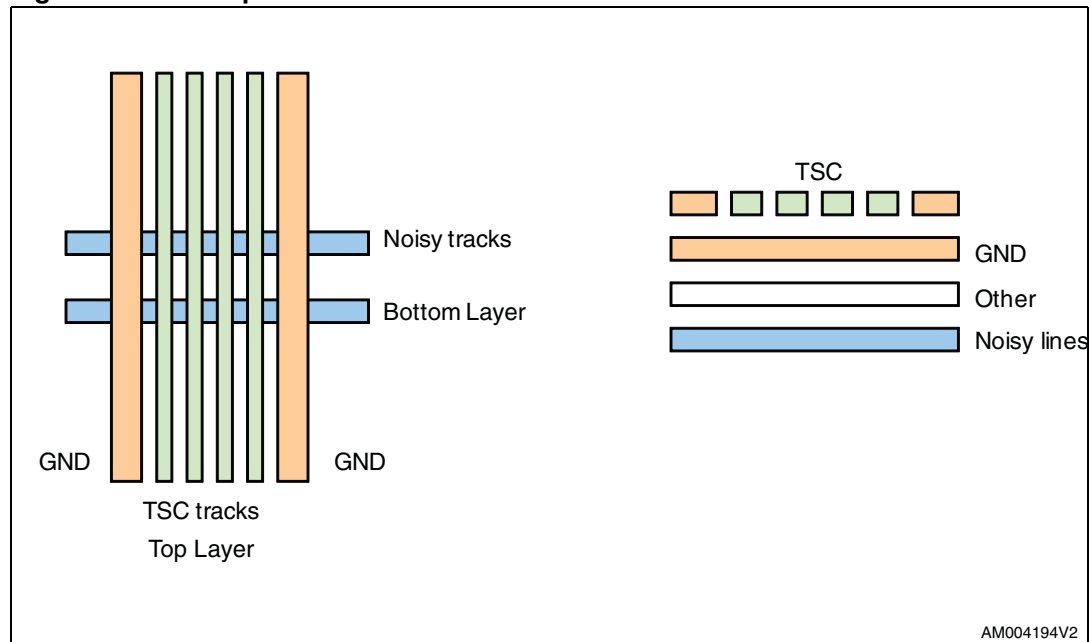 Noisy tracks
Bottom Layer
GND
GND
TSC tracks
Top Layer
TSC
GND
Other
Noisy lines
AM004194V2